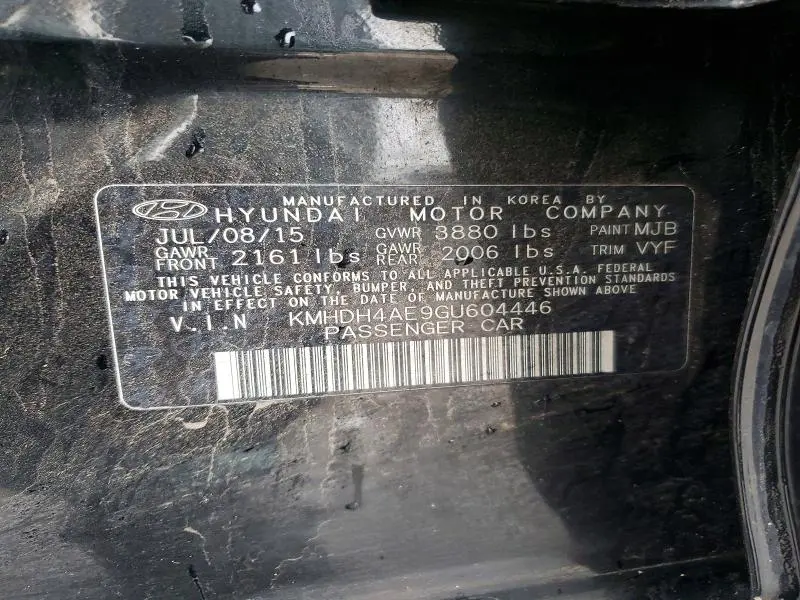 MANUFACTURED IN KOREA BY
HYUNDAI MOTOR COMPANY
JUL/08/15 GVWR 3880 lbs PAINT MJB
GAWR FRONT 2161 lbs GAWR REAR 2006 lbs TRIM VYF
THIS VEHICLE CONFORMS TO ALL APPLICABLE U.S.A. FEDERAL
MOTOR VEHICLE SAFETY, BUMPER, AND THEFT PREVENTION STANDARDS
IN EFFECT ON THE DATE OF MANUFACTURE SHOWN ABOVE
V.I.N KMHDH4AE9GU604446
PASSENGER CAR